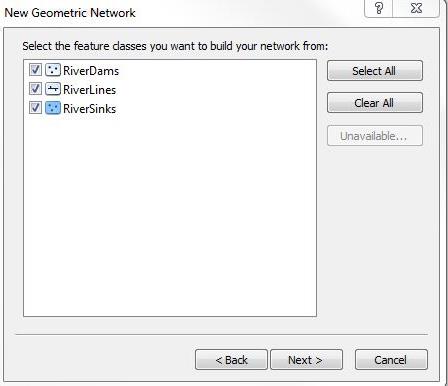 New Geometric Network
?
Select the feature classes you want to build your network from:
RiverDams
RiverLines
RiverSinks
Select All
Clear All
Unavailable...
< Back
Next >
Cancel